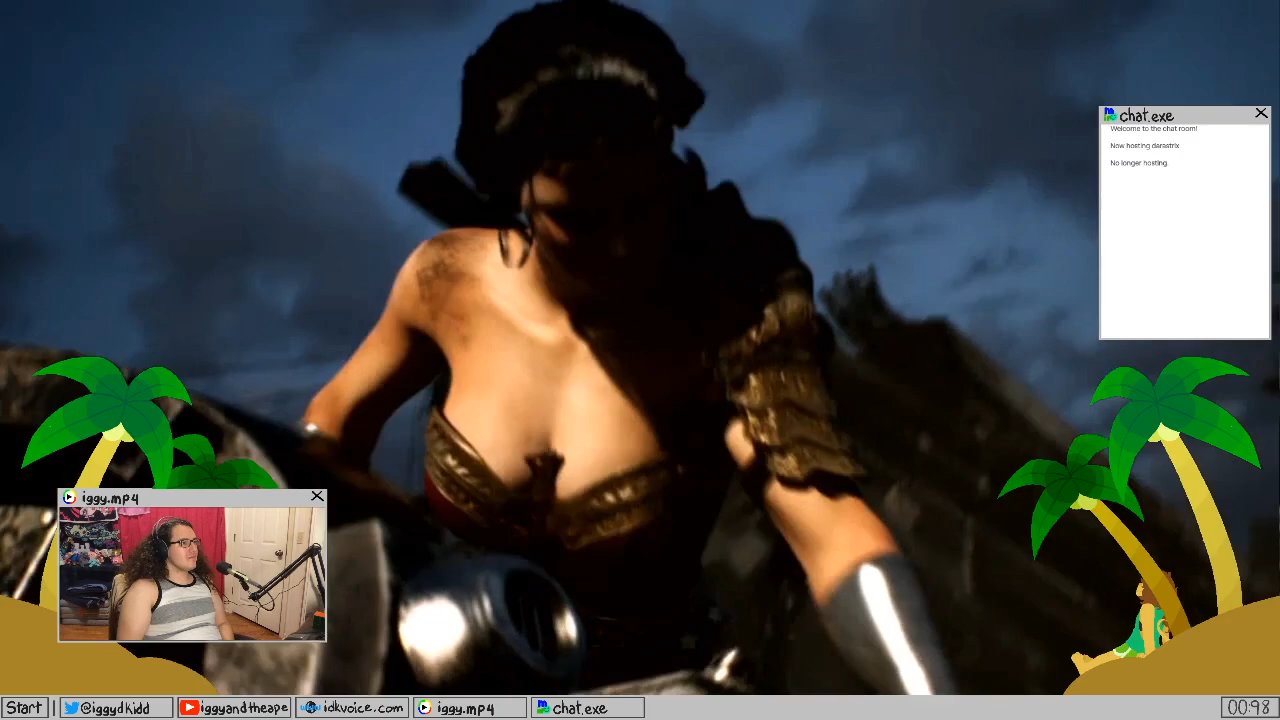 chat.exe
Welcome to the chat room!
Now hosting darastrix
No longer hosting.
iggy.mp4
Start
@iggydkidd
iggyandtheape
idkvoice.com
iggy.mp4
chat.exe
00:98